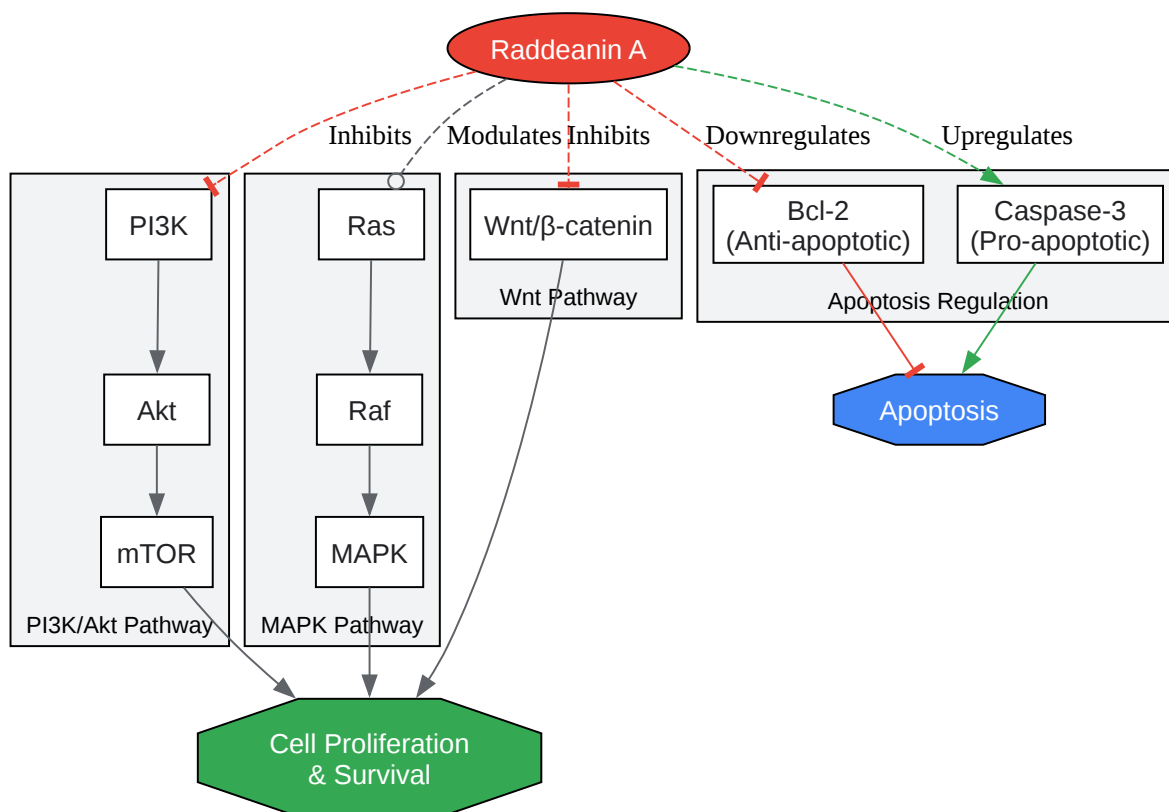 Raddeanin A
Inhibits
Modulates
Inhibits
Downregulates
Upregulates
PI3K
Ras
Wnt/β-catenin
Bcl-2
(Anti-apoptotic)
Caspase-3
(Pro-apoptotic)
Wnt Pathway
Apoptosis Regulation
Akt
Raf
Apoptosis
mTOR
MAPK
PI3K/Akt Pathway
MAPK Pathway
Cell Proliferation
& Survival